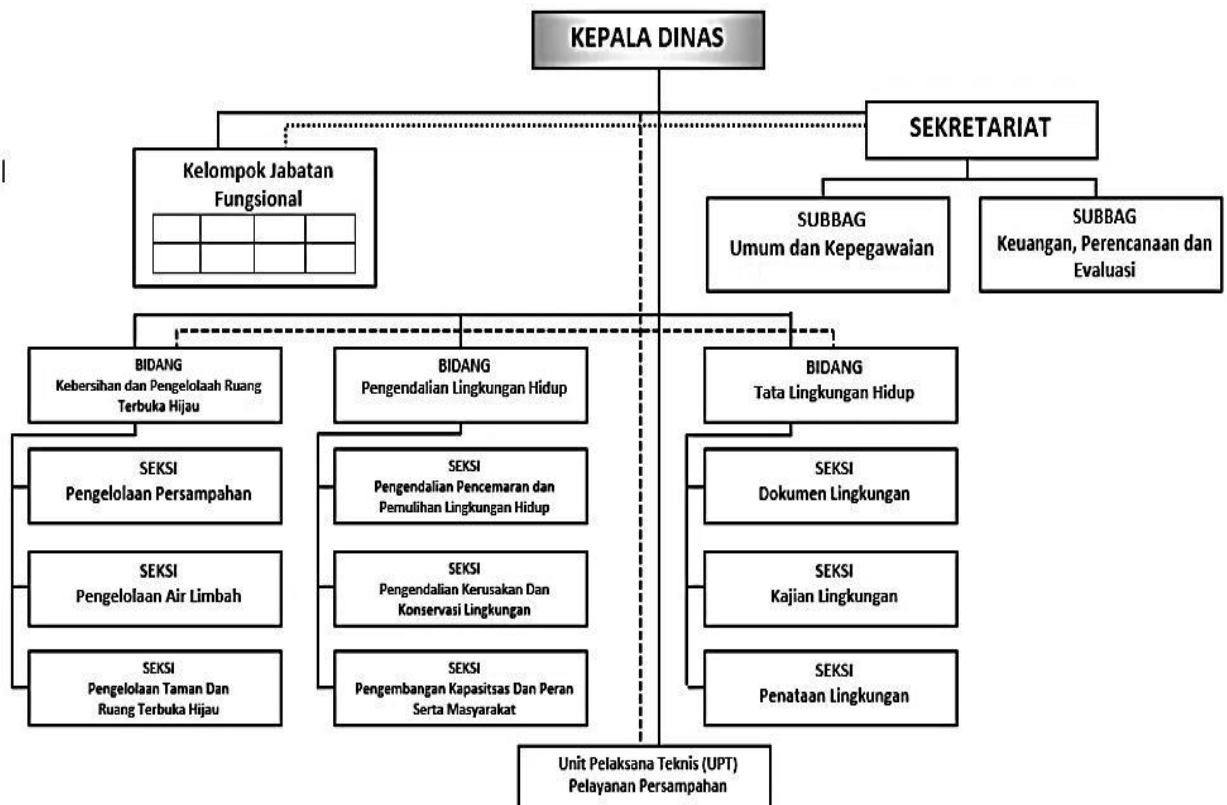 KEPALA DINAS
SEKRETARIAT
Kelompok Jabatan
Fungsional
SUBBAG
Umum dan Kepegawaian
SUBBAG
Keuangan, Perencanaan dan
Evaluasi
BIDANG
Kebersihan dan Pengelolaah Ruang
Terbuka Hijau
BIDANG
Pengendalian Lingkungan Hidup
BIDANG
Tata Lingkungan Hidup
SEKSI
Pengelolaan Persampahan
SEKSI
Pengendalian Pencemaran dan
Pemulihan Lingkungan Hidup
SEKSI
Dokumen Lingkungan
SEKSI
Pengelolaan Air Limbah
SEKSI
Pengendalian Kerusakan Dan
Konservasi Lingkungan
SEKSI
Kajian Lingkungan
SEKSI
Pengelolaan Taman Dan
Ruang Terbuka Hijau
SEKSI
Pengembangan Kapasitsas Dan Peran
Serta Masyarakat
SEKSI
Penataan Lingkungan
Unit Pelaksana Teknis (UPT)
Pelayanan Persampahan